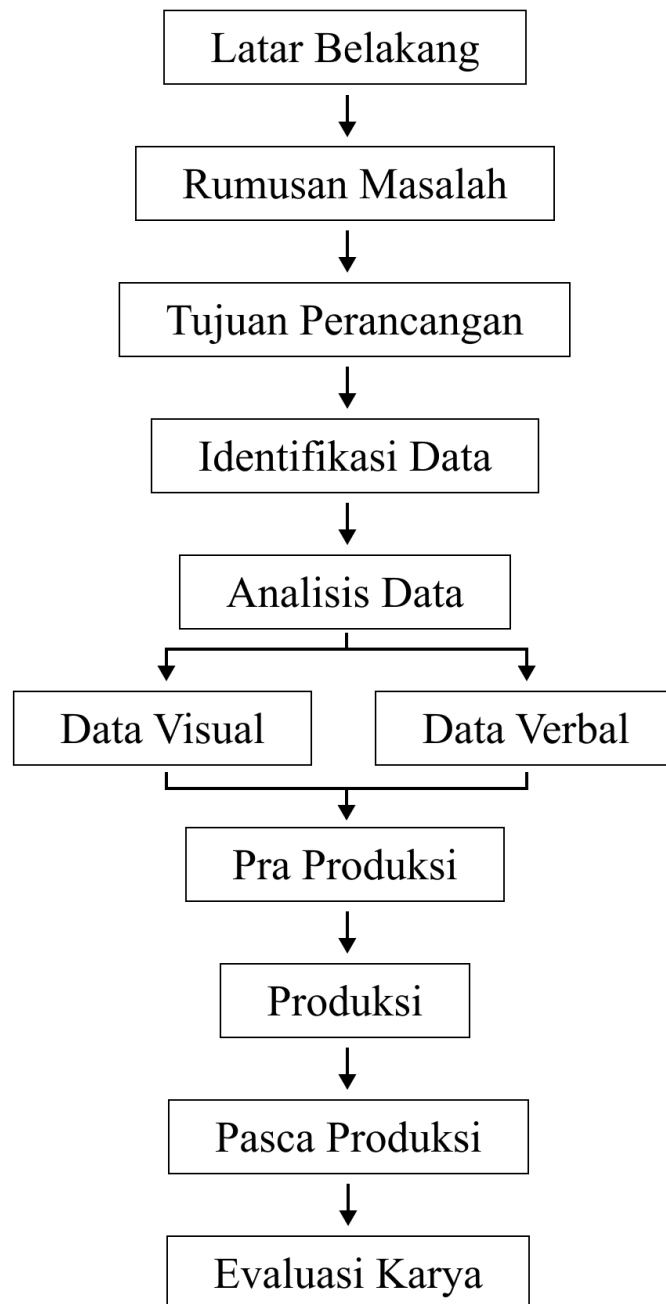 Latar Belakang
Rumusan Masalah
Tujuan Perancangan
Identifikasi Data
Analisis Data
Data Visual
Data Verbal
Pra Produksi
Produksi
Pasca Produksi
Evaluasi Karya